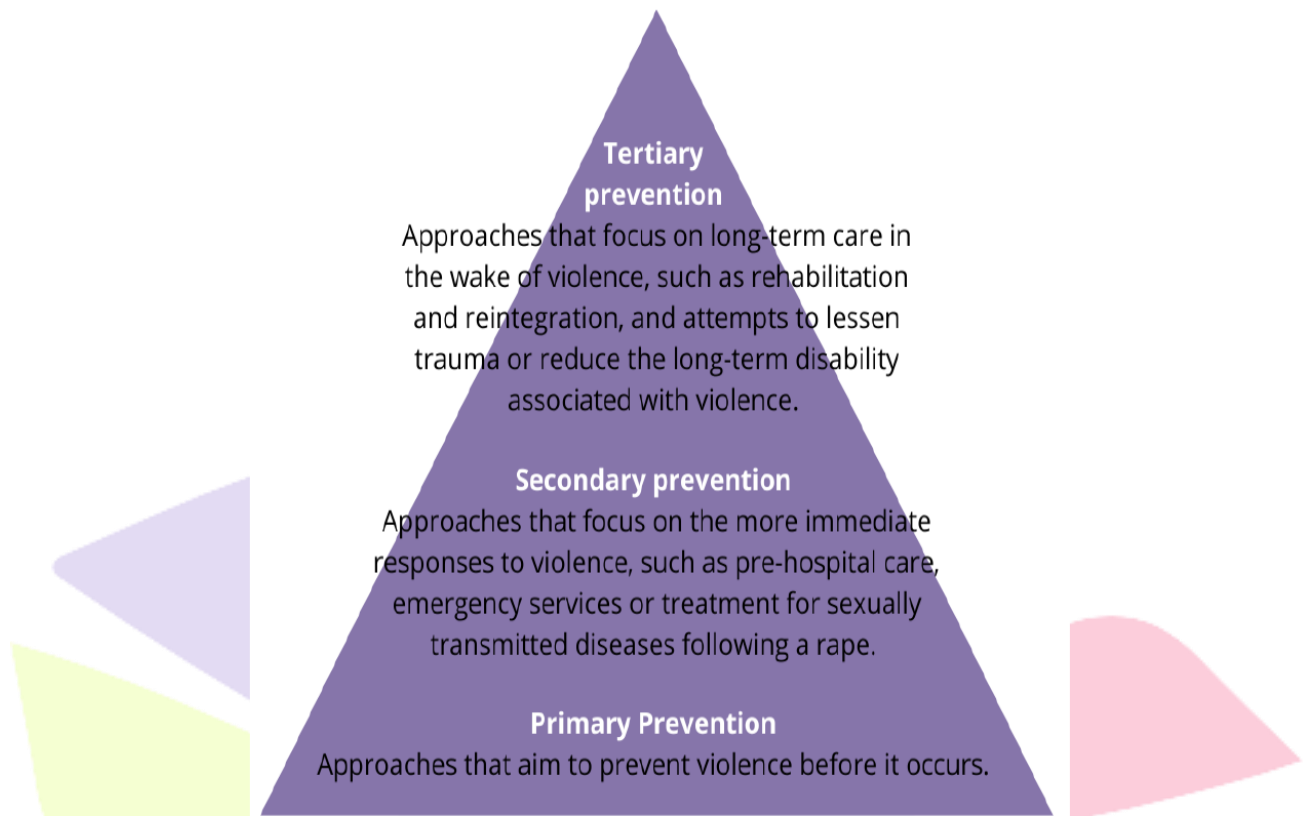 Tertiary
prevention
Approaches that focus on long-term care in
the wake of violence, such as rehabilitation
and reintegration, and attempts to lessen
trauma or reduce the long-term disability
associated with violence.
Secondary prevention
Approaches that focus on the more immediate
responses to violence, such as pre-hospital care,
emergency services or treatment for sexually
transmitted diseases following a rape.
Primary Prevention
Approaches that aim to prevent violence before it occurs.